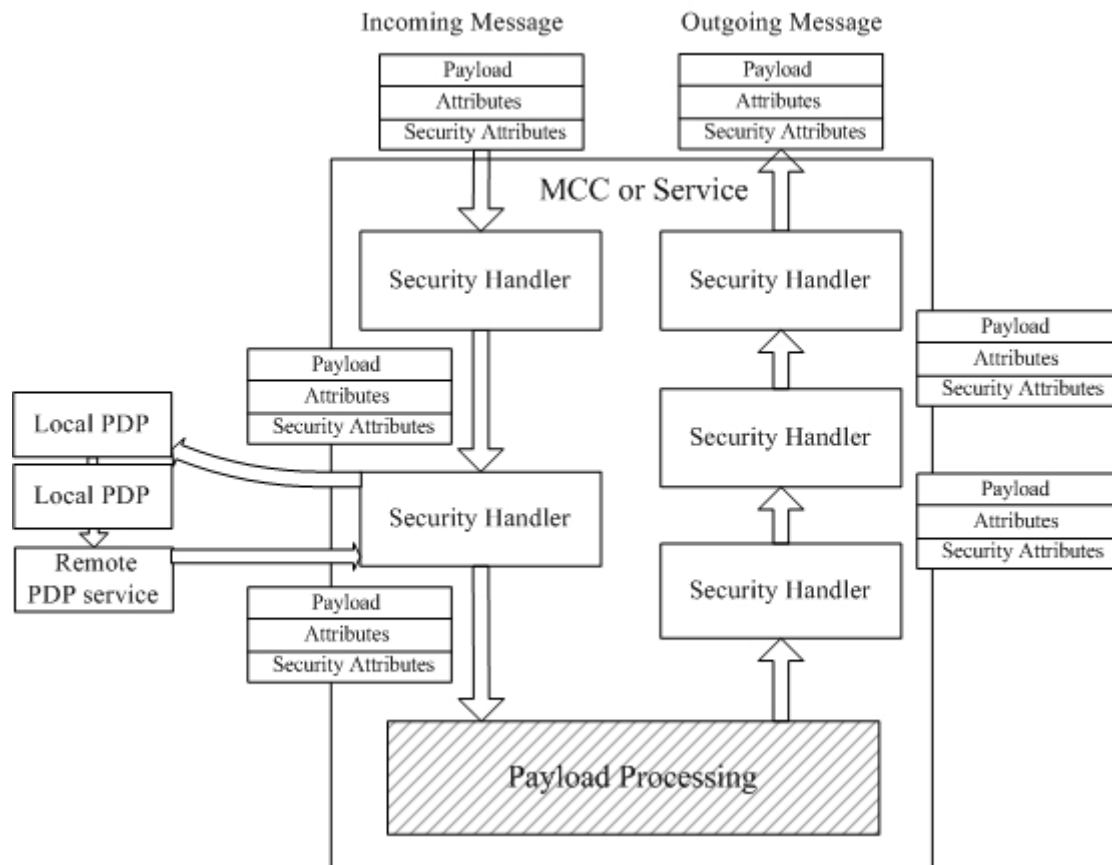 Incoming Message
Outgoing Message
Payload
Attributes
Security Attributes
Payload
Attributes
Security Attributes
MCC or Service
Security Handler
Security Handler
Payload
Attributes
Security Attributes
Payload
Attributes
Security Attributes
Local PDP
Local PDP
Remote
PDP service
Security Handler
Security Handler
Payload
Attributes
Security Attributes
Payload
Attributes
Security Attributes
Security Handler
Payload Processing